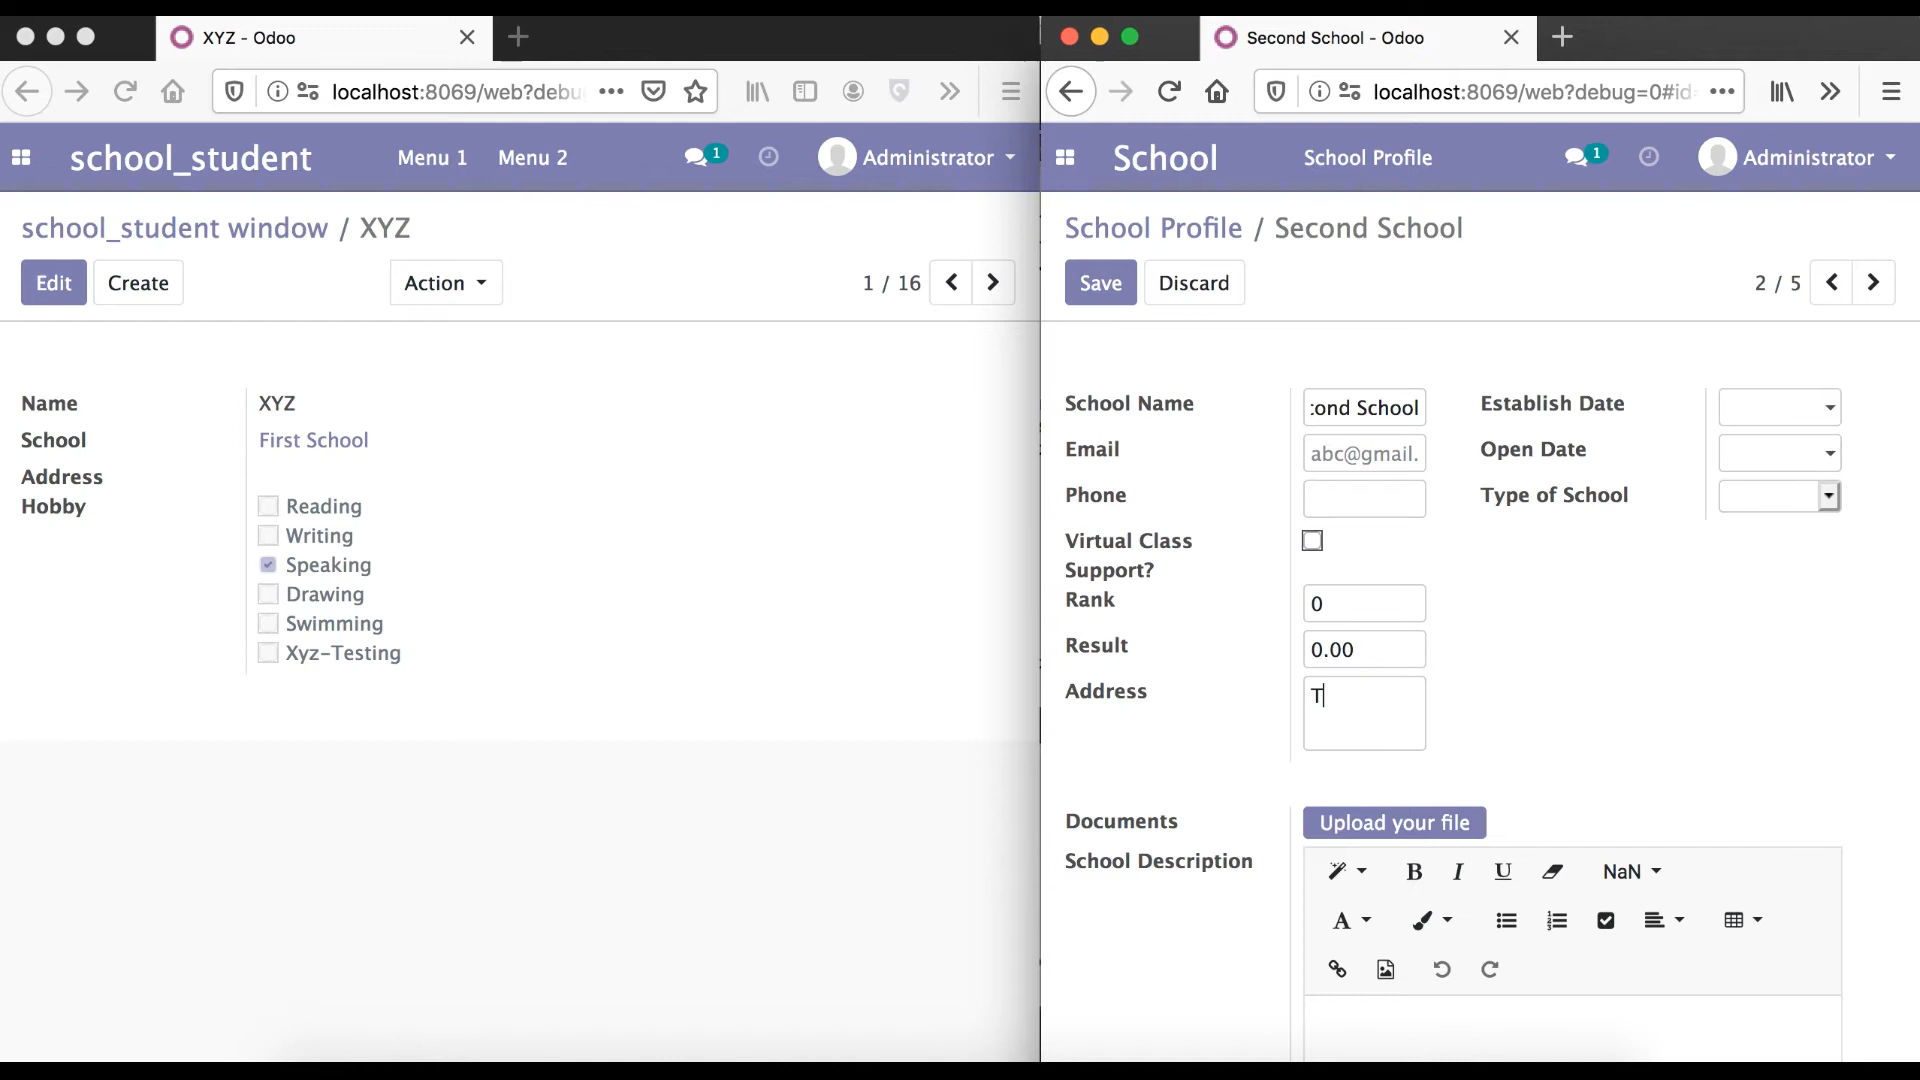 XYZ - Odoo
localhost:8069/web?debu
school_student
Menu 1
Menu 2
1
Administrator
school_student window / XYZ
Edit
Create
Action
1 / 16
Name
XYZ
School
First School
Address
Hobby
Reading
Writing
Speaking
Drawing
Swimming
Xyz-Testing
Second School - Odoo
localhost:8069/web?debug=0#id=
School
School Profile
1
Administrator
School Profile / Second School
Save
Discard
2 / 5
School Name
cond School
Establish Date
Email
abc@gmail.
Open Date
Phone
Type of School
Virtual Class
Support?
Rank
0
Result
0.00
Address
T
Documents
Upload your file
School Description
B I U
NaN
A